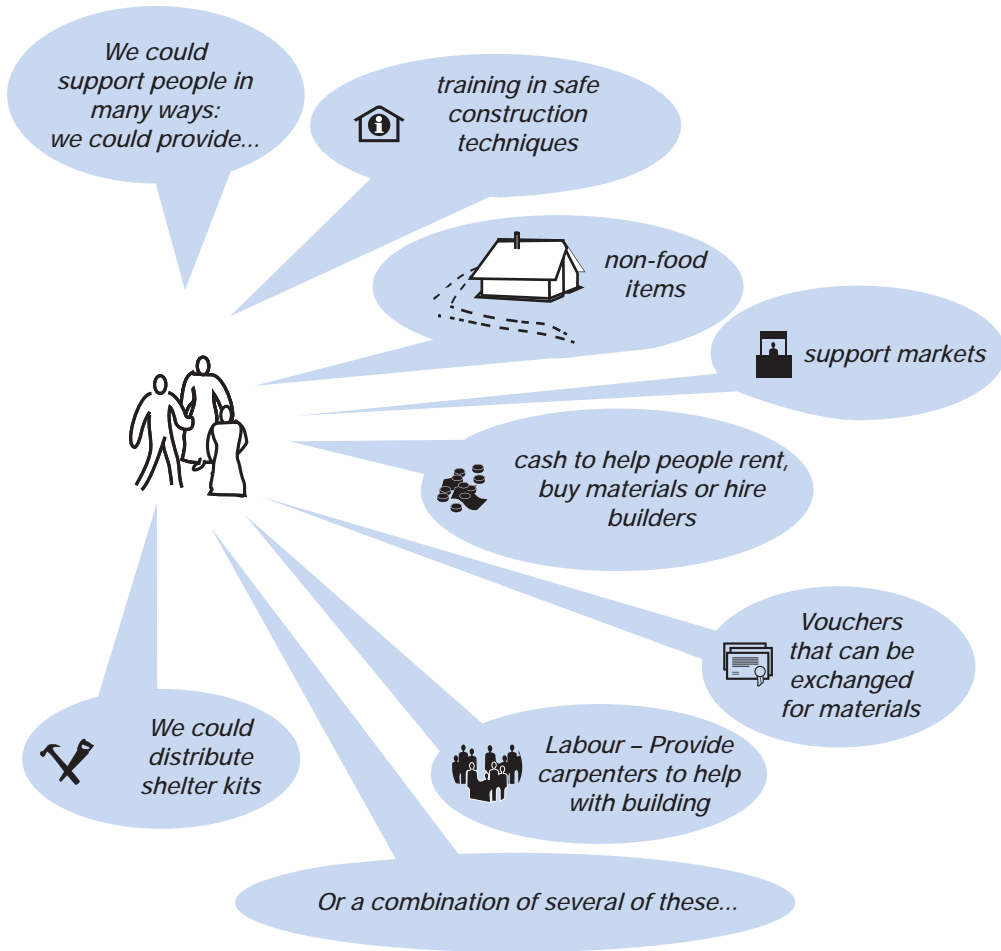 We could
support people in
many ways:
we could provide...
training in safe
construction
techniques
non-food
items
support markets
cash to help people rent,
buy materials or hire
builders
Vouchers
that can be
exchanged
for materials
We could
distribute
shelter kits
Labour – Provide
carpenters to help
with building
Or a combination of several of these...